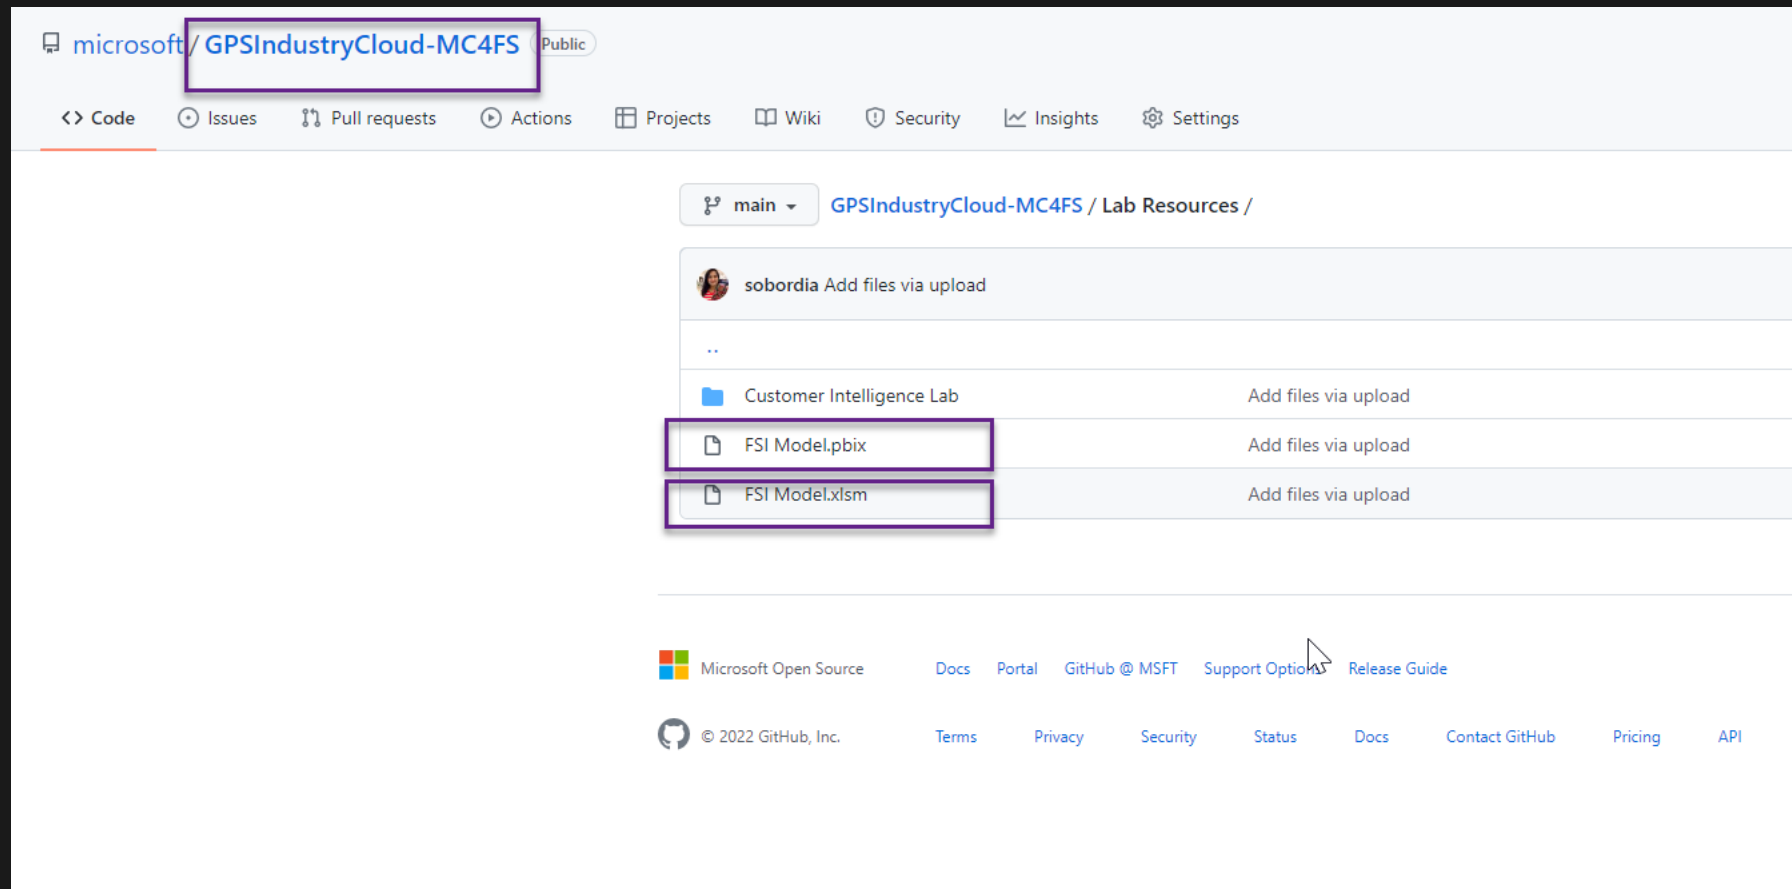 microsoft / GPSIndustryCloud-MC4FS Public
Code Issues Pull requests Actions Projects Wiki Security Insights Settings
main GPSIndustryCloud-MC4FS / Lab Resources /
sobordia Add files via upload
..
Customer Intelligence Lab Add files via upload
FSI Model.pbix Add files via upload
FSI Model.xlsm Add files via upload
Microsoft Open Source Docs Portal GitHub @ MSFT Support Options Release Guide
© 2022 GitHub, Inc. Terms Privacy Security Status Docs Contact GitHub Pricing API